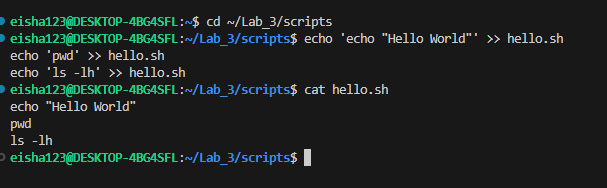 eisha123@DESKTOP-4BG4SFL:~$ cd ~/Lab_3/scripts
eisha123@DESKTOP-4BG4SFL:~/Lab_3/scripts$ echo 'echo "Hello World"' >> hello.sh
echo 'pwd' >> hello.sh
echo 'ls -lh' >> hello.sh
eisha123@DESKTOP-4BG4SFL:~/Lab_3/scripts$ cat hello.sh
echo "Hello World"
pwd
ls -lh
eisha123@DESKTOP-4BG4SFL:~/Lab_3/scripts$